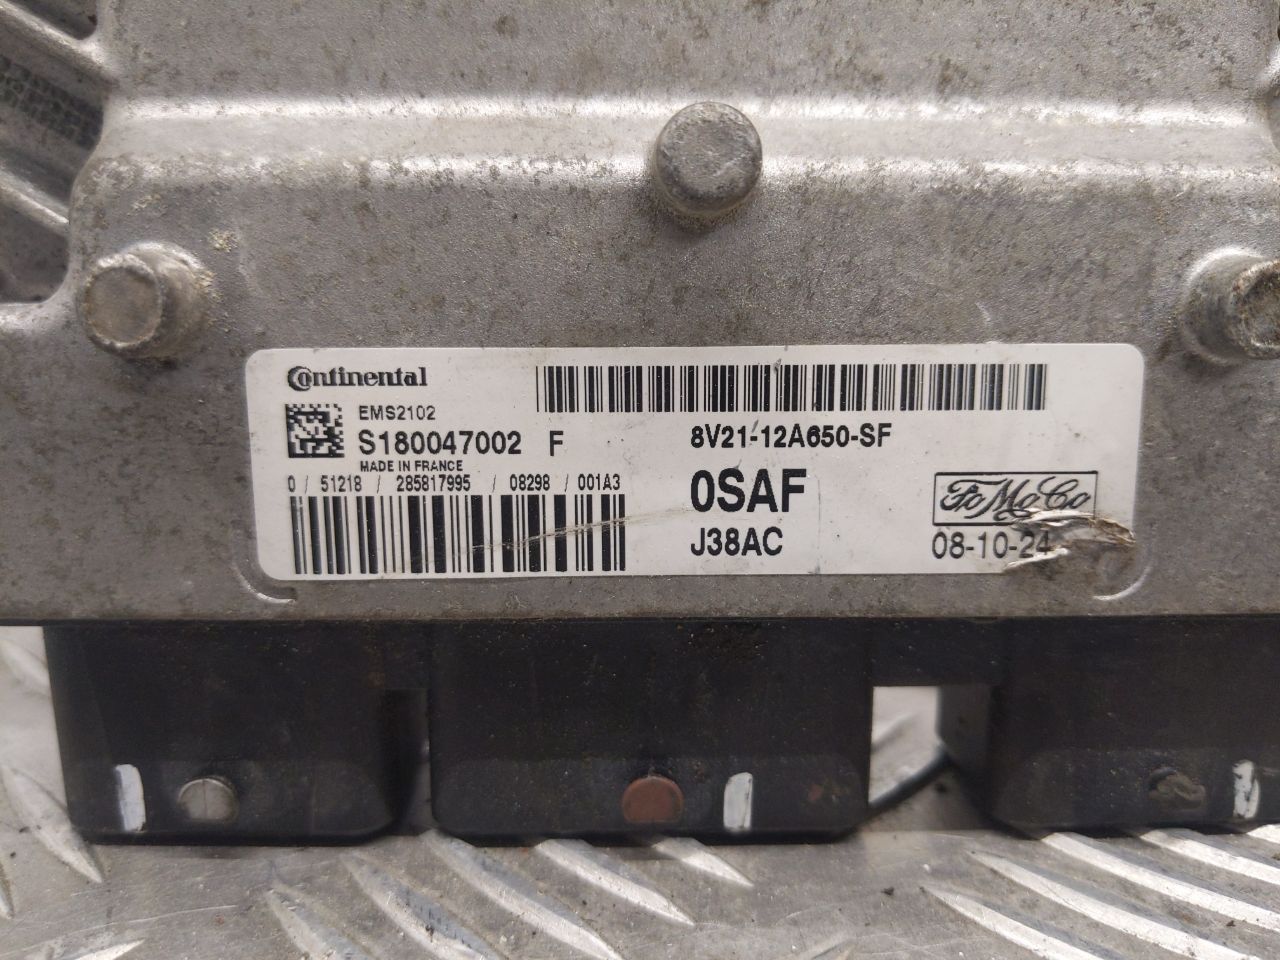 Continental
EMS2102
S180047002 F
MADE IN FRANCE
0 / 51218 / 285817995 / 08298 / 001A3
8V21-12A650-SF
0SAF
J38AC
FoMoCo
08-10-24